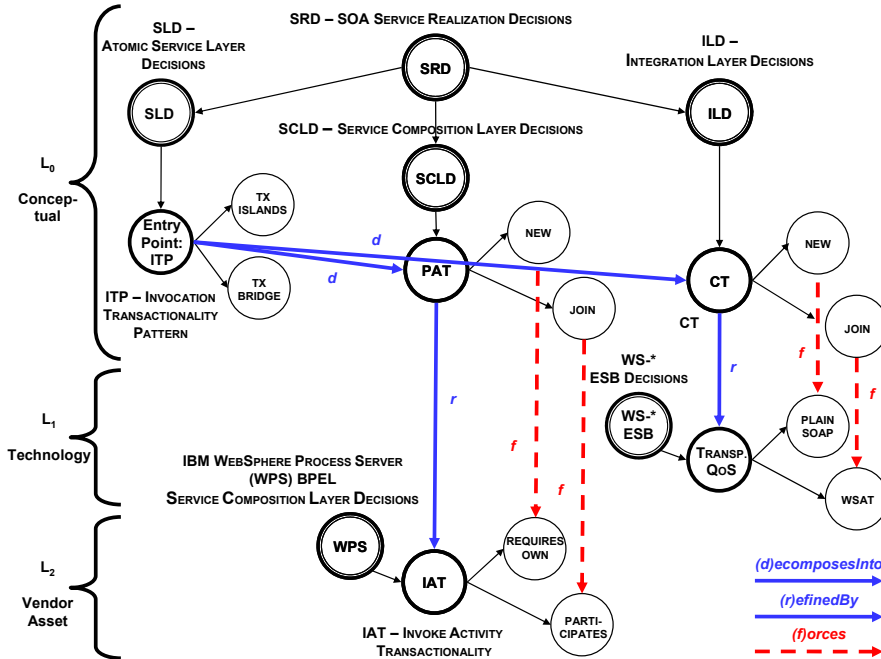 SRD – SOA SERVICE REALIZATION DECISIONS
SLD –
ATOMIC SERVICE LAYER
DECISIONS
ILD –
INTEGRATION LAYER DECISIONS
SRD
SLD
ILD
SCLD – SERVICE COMPOSITION LAYER DECISIONS
SCLD
L0
Concep-
tual
TX
ISLANDS
Entry
Point:
ITP
TX
BRIDGE
d
d
PAT
NEW
JOIN
CT
CT
NEW
JOIN
ITP – INVOCATION
TRANSACTIONALITY
PATTERN
f
f
r
r
WS-*
ESB DECISIONS
WS-*
ESB
TRANSP.
QOS
PLAIN
SOAP
WSAT
L1
Technology
IBM WEBSPHERE PROCESS SERVER
(WPS) BPEL
SERVICE COMPOSITION LAYER DECISIONS
f
f
WPS
IAT
REQUIRES
OWN
PARTI-
CIPATES
L2
Vendor
Asset
IAT – INVOKE ACTIVITY
TRANSACTIONALITY
(d)ecomposesInto
(r)efinedBy
(f)orces